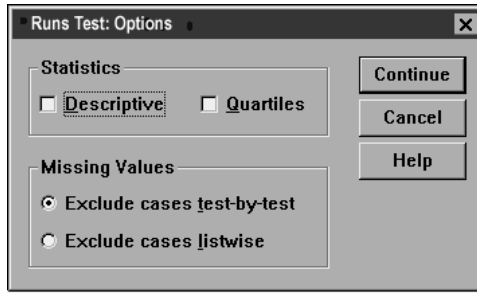 Runs Test: Options
Statistics
Descriptive
Quartiles
Missing Values
Exclude cases test-by-test
Exclude cases listwise
Continue
Cancel
Help